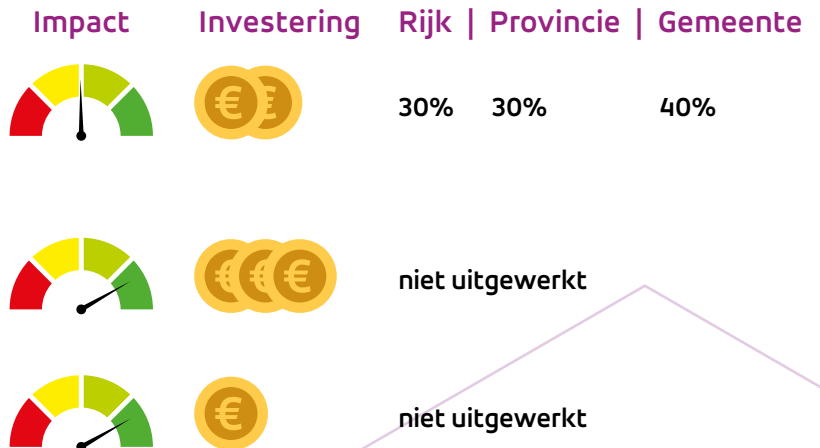 Impact Investering Rijk | Provincie | Gemeente
€ € 30% 30% 40%
€ € € niet uitgewerkt
€ niet uitgewerkt